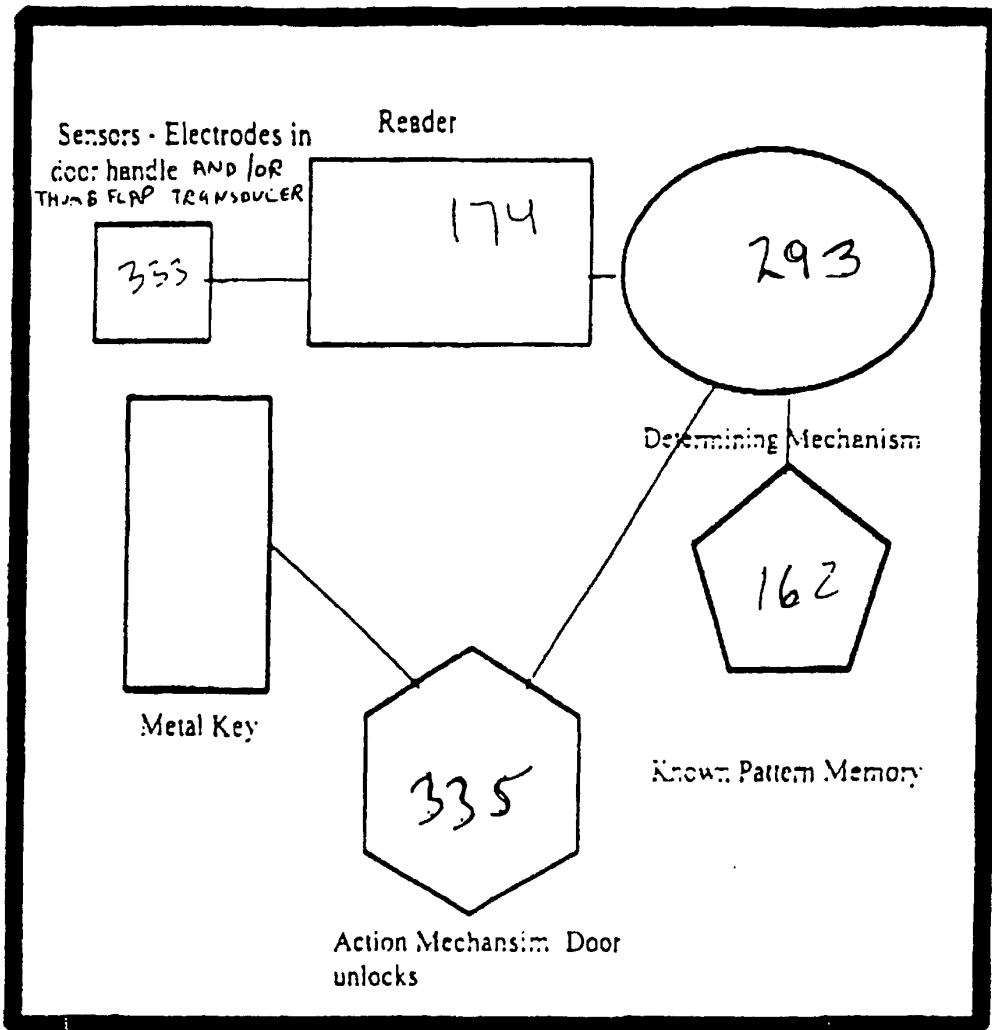 Sensors - Electrodes in
door handle AND/OR
THUMB FLAP TRANSDUCER
Reader
333
174
293
Determining Mechanism
162
Metal Key
Known Pattern Memory
335
Action Mechansim Door
unlocks